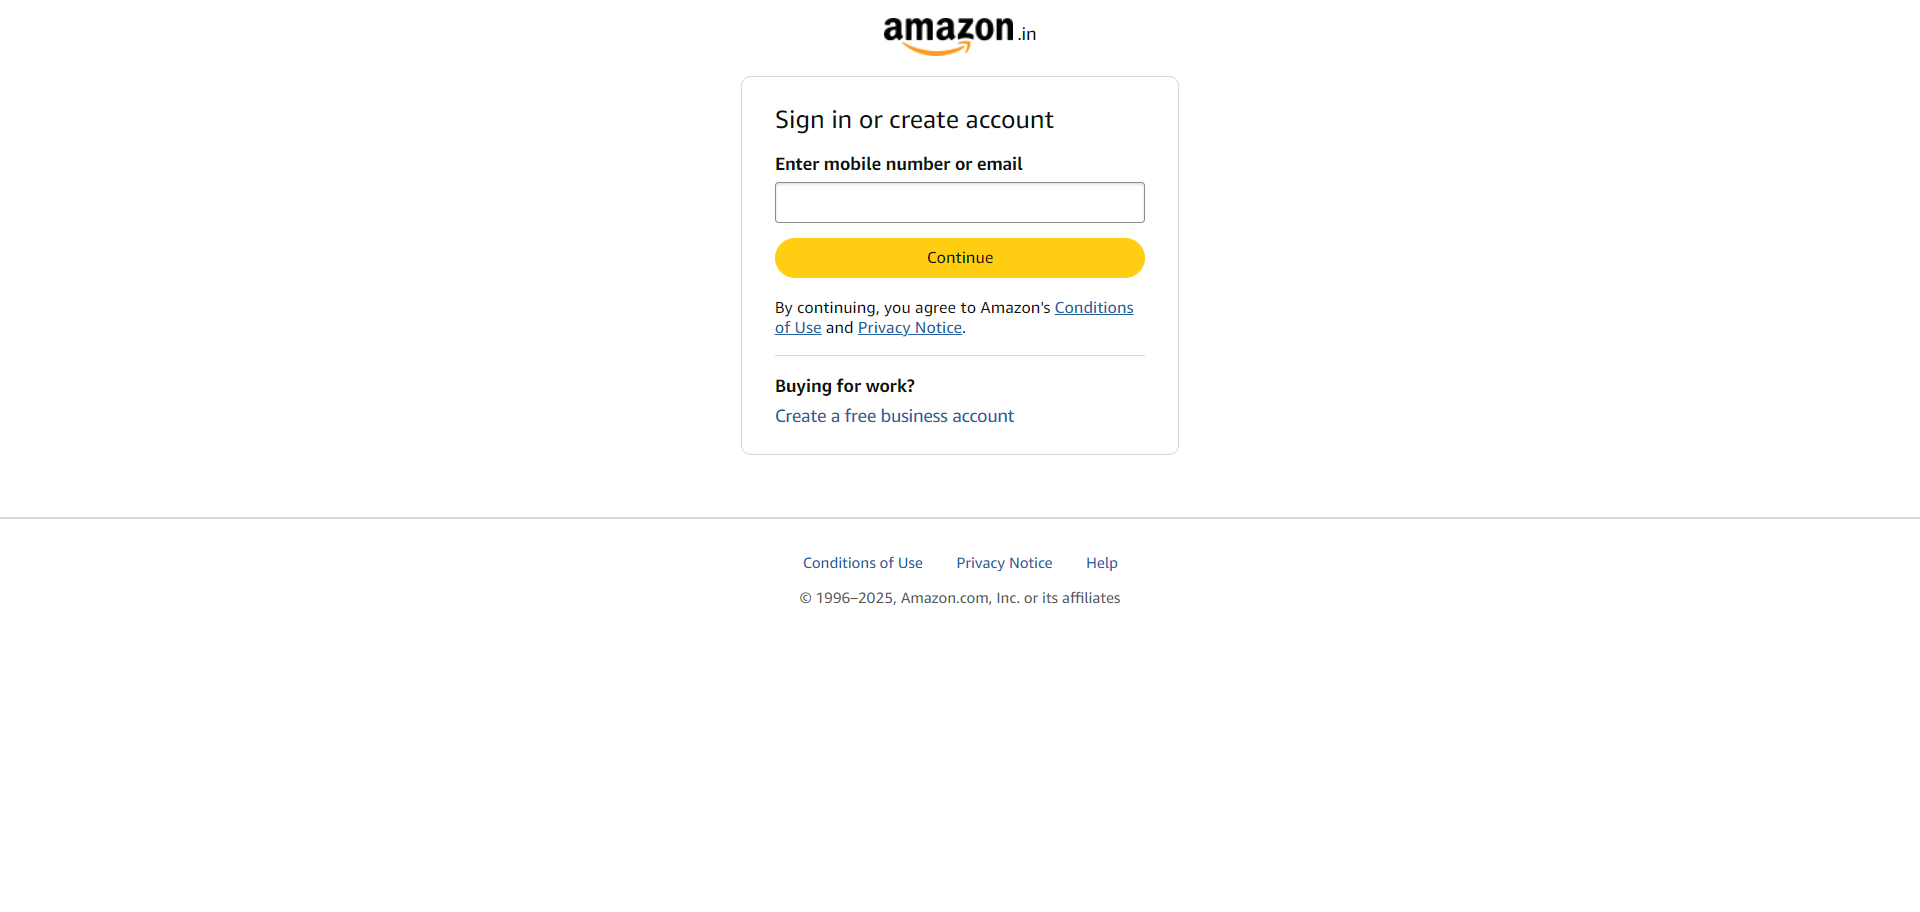 amazon.in
Sign in or create account
Enter mobile number or email
Continue
By continuing, you agree to Amazon's Conditions
of Use and Privacy Notice.
Buying for work?
Create a free business account
Conditions of Use Privacy Notice Help
© 1996–2025, Amazon.com, Inc. or its affiliates